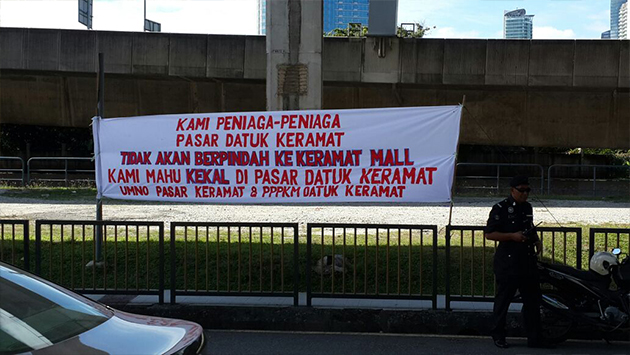 KAMI PENIAGA-PENIAGA
PASAR DATUK KERAMAT
TIDAK AKAN BERPINDAH KE KERAMAT MALL
KAMI MAHU KEKAL DI PASAR DATUK KERAMAT
UMNO PASAR KERAMAT & PPPKM DATUK KERAMAT